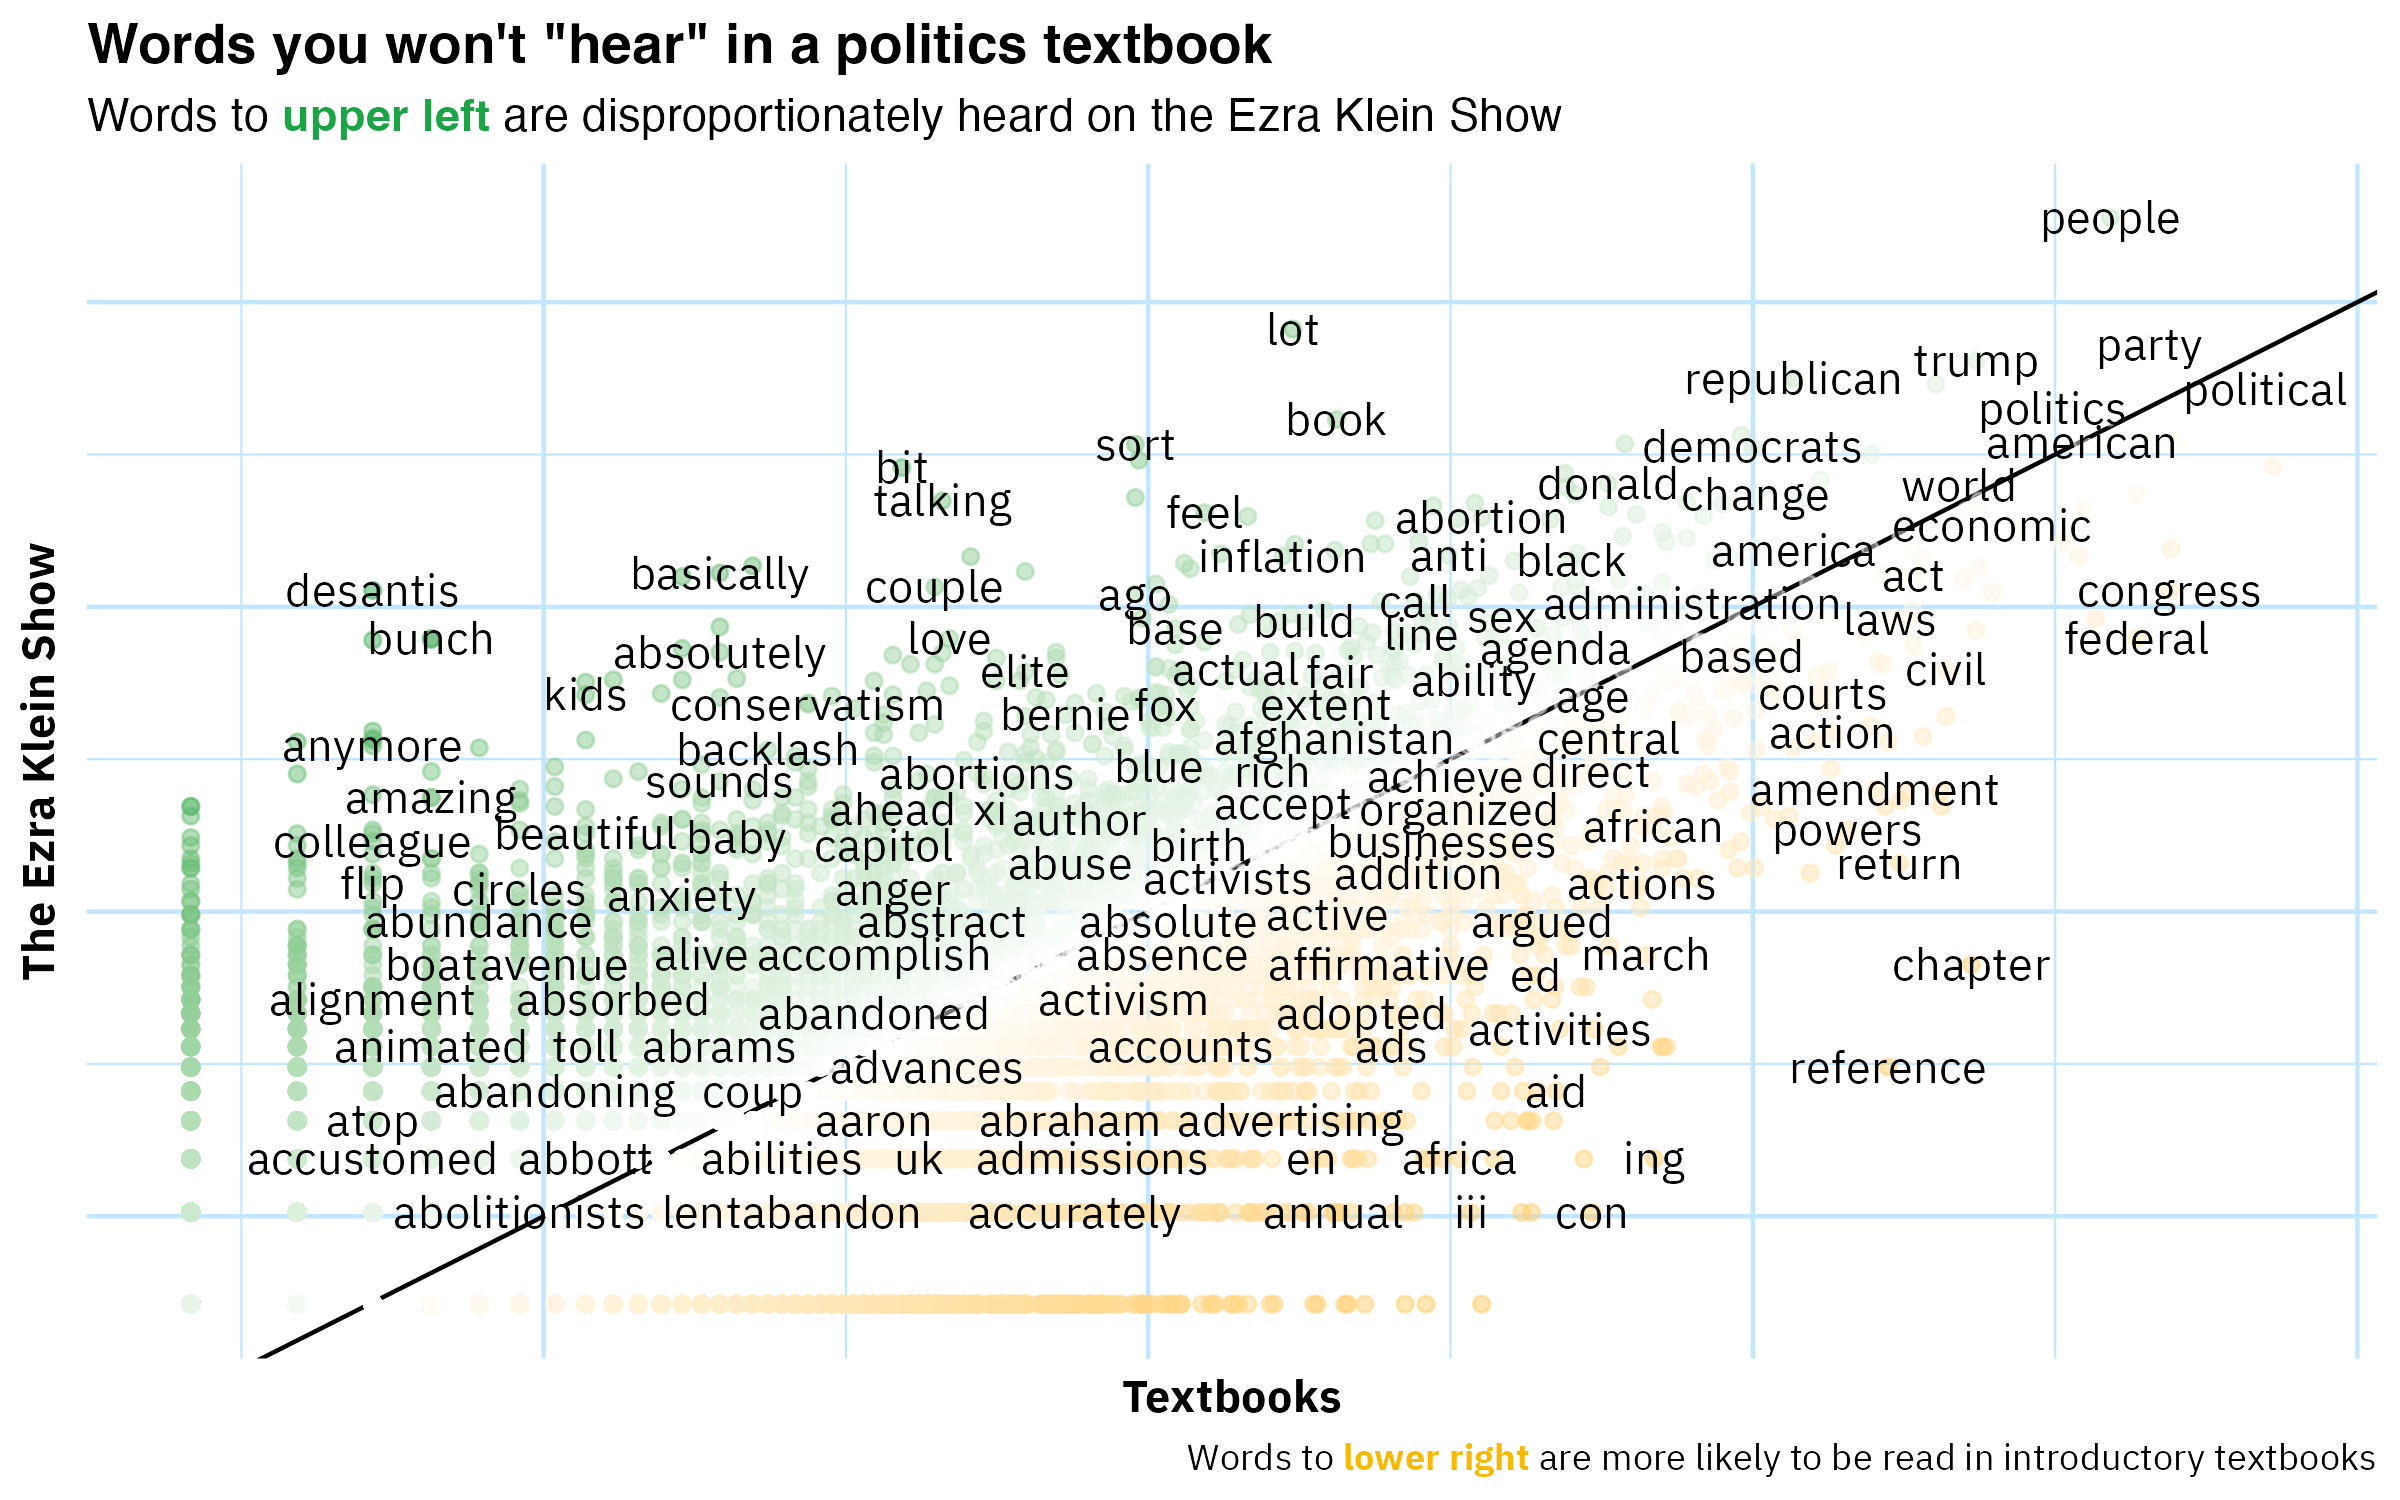 Words you won't "hear" in a politics textbook
Words to upper left are disproportionately heard on the Ezra Klein Show
people
lot
party
trump
republican
political
book
politics
sort
democrats
american
bit
donald
world
change
talking
feel
abortion
economic
inflation
anti
black
america
basically
act
desantis
couple
congress
ago
call
administration
sex
laws
build
base
line
bunch
love
federal
absolutely
agenda
based
elite
actual
fair
civil
ability
kids
courts
age
conservatism
extent
fox
bernie
action
afghanistan
central
anymore
backlash
blue
rich
direct
abortions
achieve
sounds
amendment
amazing
accept
ahead
xi
organized
author
african
powers
beautiful
baby
colleague
businesses
capitol
birth
abuse
return
addition
activists
flip
actions
circles
anger
anxiety
active
abundance
abstract
absolute
argued
alive
accomplish
absence
march
boatavenue
affirmative
chapter
ed
alignment
absorbed
activism
abandoned
adopted
activities
animated
toll
abrams
accounts
ads
advances
reference
abandoning
coup
aid
atop
aaron
abraham
advertising
accustomed
abbott
abilities
uk
admissions
en
africa
ing
abolitionists
lentabandon
accurately
annual
iii
con
The Ezra Klein Show
Textbooks
Words to lower right are more likely to be read in introductory textbooks